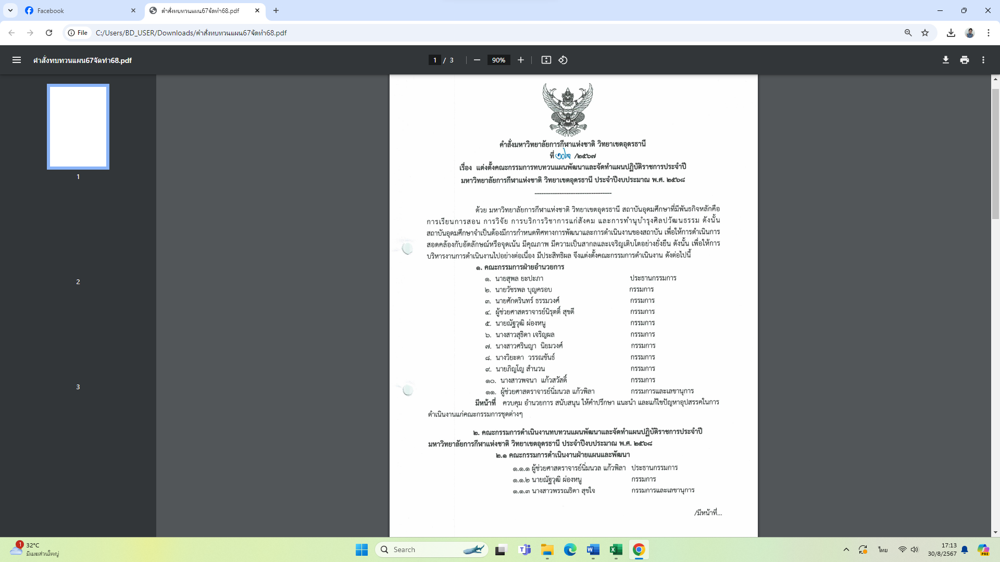 Facebook
คำสั่งทบทวนแผน67จัดทำ68.pdf
File
C:/Users/BD_USER/Downloads/คำสั่งทบทวนแผน67จัดทำ68.pdf
คำสั่งทบทวนแผน67จัดทำ68.pdf
1 / 3
90%
1
2
3
คำสั่งมหาวิทยาลัยการกีฬาแห่งชาติ วิทยาเขตอุดรธานี
ที่ ๓๐๒ /๒๕๖๗
เรื่อง แต่งตั้งคณะกรรมการทบทวนแผนพัฒนาและจัดทำแผนปฏิบัติราชการประจำปี
มหาวิทยาลัยการกีฬาแห่งชาติ วิทยาเขตอุดรธานี ประจำปีงบประมาณ พ.ศ. ๒๕๖๘
----------------------------------
ด้วย มหาวิทยาลัยการกีฬาแห่งชาติ วิทยาเขตอุดรธานี สถาบันอุดมศึกษาที่มีพันธกิจหลักคือ
การเรียนการสอน การวิจัย การบริการวิชาการแก่สังคม และการทำนุบำรุงศิลปวัฒนธรรม ดังนั้น
สถาบันอุดมศึกษาจำเป็นต้องมีการกำหนดทิศทางการพัฒนาและการดำเนินงานของสถาบัน เพื่อให้การดำเนินการ
สอดคล้องกับอัตลักษณ์หรือจุดเน้น มีคุณภาพ มีความเป็นสากลและเจริญเติบโตอย่างยั่งยืน ดังนั้น เพื่อให้การ
บริหารงานการดำเนินงานไปอย่างต่อเนื่อง มีประสิทธิผล จึงแต่งตั้งคณะกรรมการดำเนินงาน ดังต่อไปนี้
๑. คณะกรรมการฝ่ายอำนวยการ
๑. นายสุพล ยะปะภา ประธานกรรมการ
๒. นายวัชรพล บุญครอบ กรรมการ
๓. นายศักดรินทร์ ธรรมวงศ์ กรรมการ
๔. ผู้ช่วยศาสตราจารย์นิรุตติ์ สุขดี กรรมการ
๕. นายณัฐวุฒิ ผ่องหนู กรรมการ
๖. นางสาวสุธิดา เจริญผล กรรมการ
๗. นางสาวศรินญา นิยมวงศ์ กรรมการ
๘. นางวิยะดา วรรณขันธ์ กรรมการ
๙. นายภิญโญ สำนวน กรรมการ
๑๐. นางสาวพจนา แก้วสวัสดิ์ กรรมการ
๑๑. ผู้ช่วยศาสตราจารย์นิ่มนวล แก้วพิลา กรรมการและเลขานุการ
มีหน้าที่ ควบคุม อำนวยการ สนับสนุน ให้คำปรึกษา แนะนำ และแก้ไขปัญหาอุปสรรคในการ
ดำเนินงานแก่คณะกรรมการชุดต่างๆ
๒. คณะกรรมการดำเนินงานทบทวนแผนพัฒนาและจัดทำแผนปฏิบัติราชการประจำปี
มหาวิทยาลัยการกีฬาแห่งชาติ วิทยาเขตอุดรธานี ประจำปีงบประมาณ พ.ศ. ๒๕๖๘
๒.๑ คณะกรรมการดำเนินงานฝ่ายแผนและพัฒนา
๑.๑.๑ ผู้ช่วยศาสตราจารย์นิ่มนวล แก้วพิลา ประธานกรรมการ
๑.๑.๒ นายณัฐวุฒิ ผ่องหนู กรรมการ
๑.๑.๓ นางสาวพรรณธิดา สุขใจ กรรมการและเลขานุการ
/มีหน้าที่...
1
32°C
มีเมฆส่วนใหญ่
Search
ไทย
17:13
30/8/2567
PRE